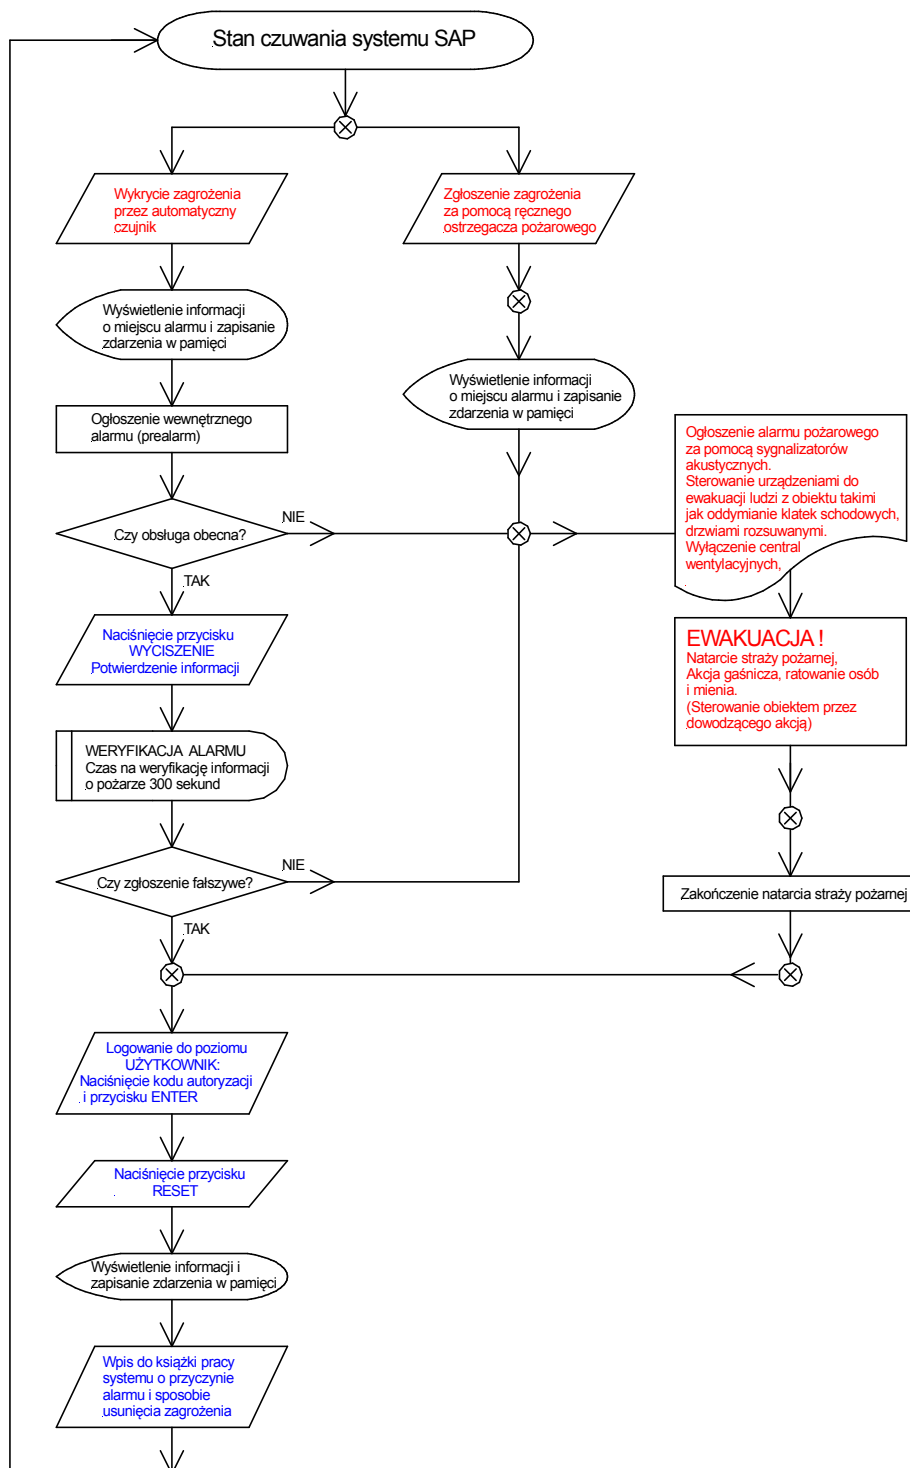 Stan czuwania systemu SAP
Wykrycie zagrożenia
przez automatyczny
czujnik
Zgłoszenie zagrożenia
za pomocą ręcznego
ostrzegacza pożarowego
Wyświetlenie informacji
o miejscu alarmu i zapisanie
zdarzenia w pamięci
Wyświetlenie informacji
o miejscu alarmu i zapisanie
zdarzenia w pamięci
Ogłoszenie wewnętrznego
alarmu (prealarm)
Ogłoszenie alarmu pożarowego
za pomocą sygnalizatorów
akustycznych.
Sterowanie urządzeniami do
ewakuacji ludzi z obiektu takimi
jak oddymianie klatek schodowych,
drzwiami rozsuwanymi.
Wyłączenie central
wentylacyjnych,
Czy obsługa obecna?
NIE
TAK
Naciśnięcie przycisku
WYCISZENIE
Potwierdzenie informacji
EWAKUACJA !
Natarcie straży pożarnej,
Akcja gaśnicza, ratowanie osób
i mienia.
(Sterowanie obiektem przez
dowodzącego akcją)
WERYFIKACJA ALARMU
Czas na weryfikację informacji
o pożarze 300 sekund
Czy zgłoszenie fałszywe?
NIE
TAK
Zakończenie natarcia straży pożarnej
Logowanie do poziomu
UŻYTKOWNIK:
Naciśnięcie kodu autoryzacji
i przycisku ENTER
Naciśnięcie przycisku
RESET
Wyświetlenie informacji i
zapisanie zdarzenia w pamięci
Wpis do książki pracy
systemu o przyczynie
alarmu i sposobie
usunięcia zagrożenia